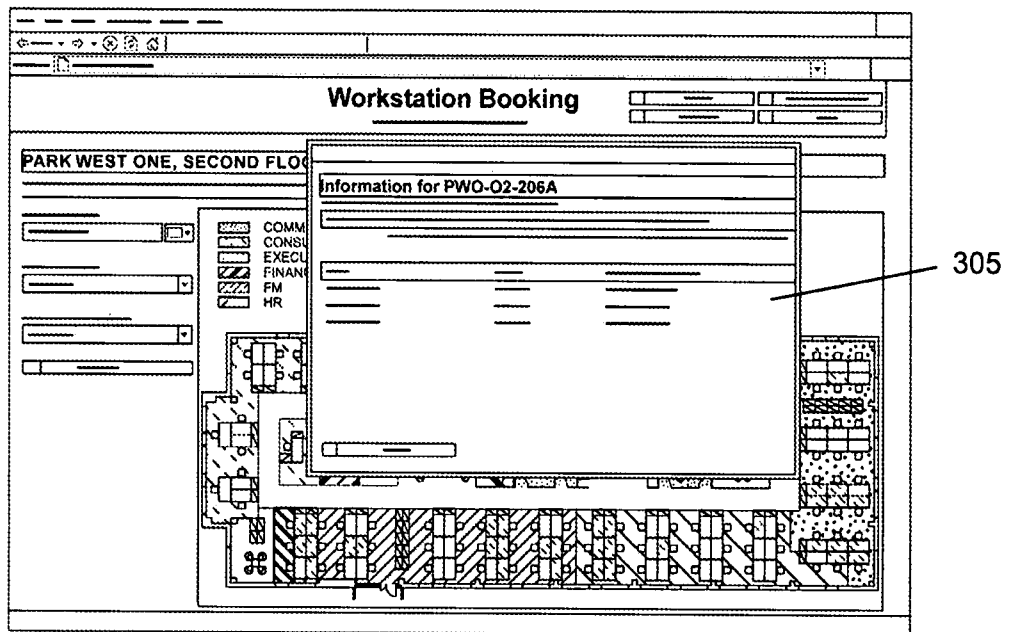 Workstation Booking
PARK WEST ONE, SECOND FLOO
Information for PWO-O2-206A
COMM
CONSU
EXECU
FINANC
FM
HR
305